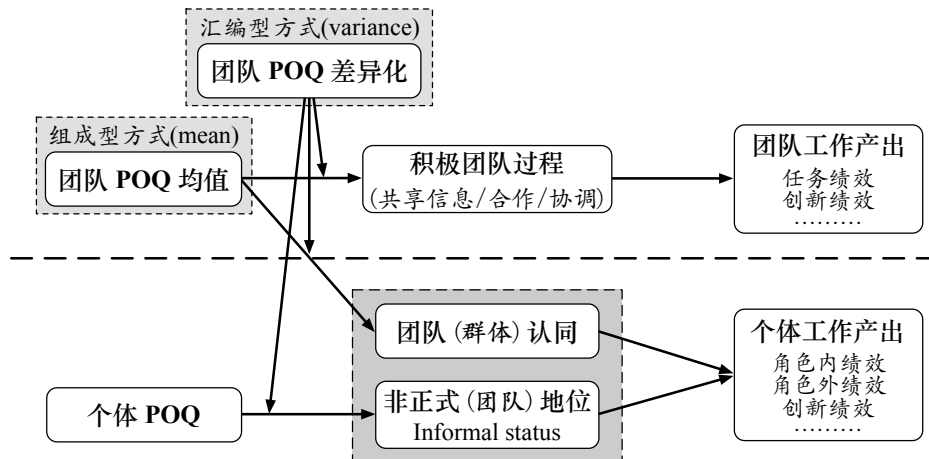 汇编型方式(variance)
团队 POQ 差异化
组成型方式(mean)
团队 POQ 均值
积极团队过程
(共享信息/合作/协调)
团队工作产出
任务绩效
创新绩效
………
团队(群体)认同
个体工作产出
角色内绩效
角色外绩效
创新绩效
………
个体 POQ
非正式(团队)地位
Informal status